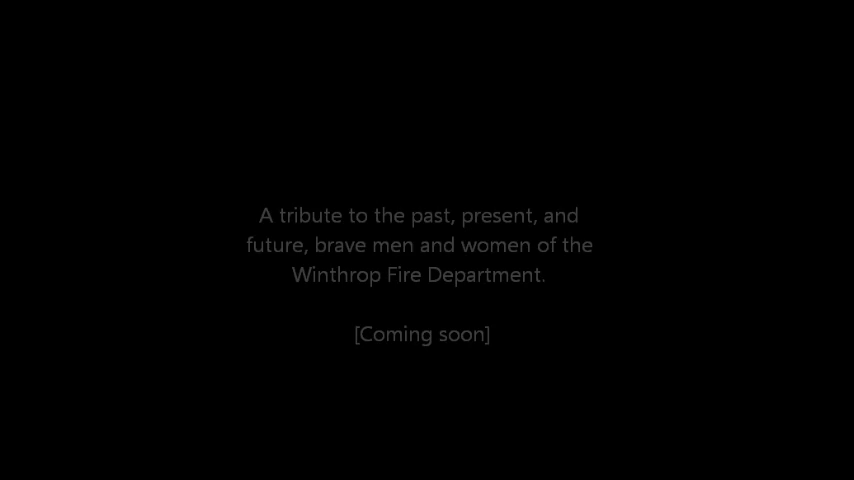 A tribute to the past, present, and
future, brave men and women of the
Winthrop Fire Department.
[Coming soon]